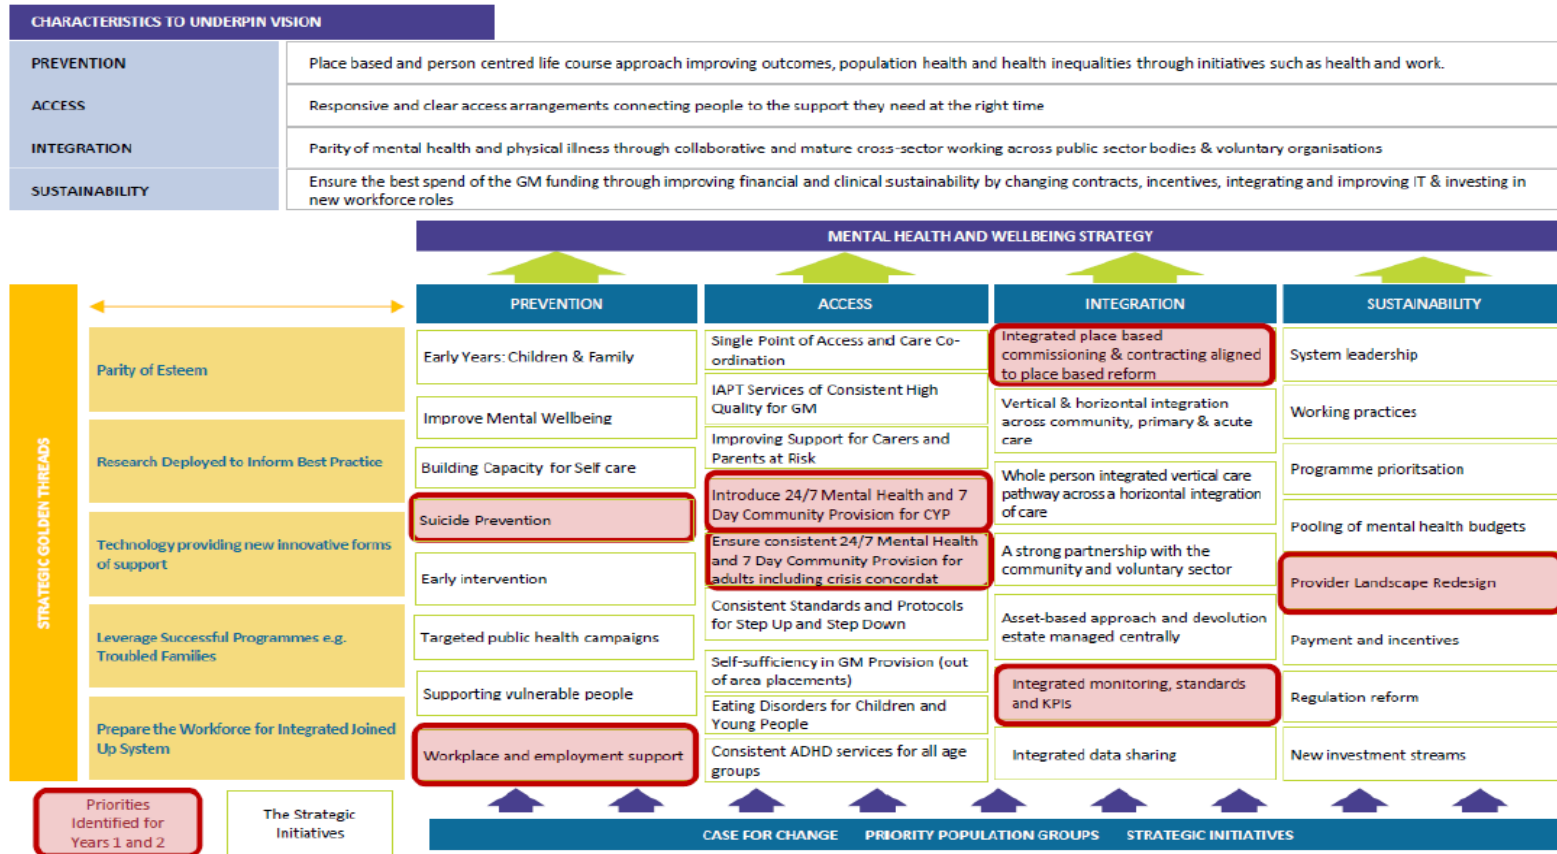 CHARACTERISTICS TO UNDERPIN VISION
PREVENTION
Place based and person centred life course approach improving outcomes, population health and health inequalities through initiatives such as health and work.
ACCESS
Responsive and clear access arrangements connecting people to the support they need at the right time
INTEGRATION
Parity of mental health and physical illness through collaborative and mature cross-sector working across public sector bodies & voluntary organisations
SUSTAINABILITY
Ensure the best spend of the GM funding through improving financial and clinical sustainability by changing contracts, incentives, integrating and improving IT & investing in
new workforce roles
MENTAL HEALTH AND WELLBEING STRATEGY
STRATEGIC GOLDEN THREADS
Parity of Esteem
Research Deployed to Inform Best Practice
Technology providing new innovative forms
of support
Leverage Successful Programmes e.g.
Troubled Families
Prepare the Workforce for Integrated Joined
Up System
PREVENTION
Early Years: Children & Family
Improve Mental Wellbeing
Building Capacity for Self care
Suicide Prevention
Early intervention
Targeted public health campaigns
Supporting vulnerable people
Workplace and employment support
ACCESS
Single Point of Access and Care Co-
ordination
IAPT Services of Consistent High
Quality for GM
Improving Support for Carers and
Parents at Risk
Introduce 24/7 Mental Health and 7
Day Community Provision for CYP
Ensure consistent 24/7 Mental Health
and 7 Day Community Provision for
adults including crisis concordat
Consistent Standards and Protocols
for Step Up and Step Down
Self-sufficiency in GM Provision (out
of area placements)
Eating Disorders for Children and
Young People
Consistent ADHD services for all age
groups
INTEGRATION
Integrated place based
commissioning & contracting aligned
to place based reform
Vertical & horizontal integration
across community, primary & acute
care
Whole person integrated vertical care
pathway across a horizontal integration
of care
A strong partnership with the
community and voluntary sector
Asset-based approach and devolution
estate managed centrally
Integrated monitoring, standards
and KPIs
Integrated data sharing
SUSTAINABILITY
System leadership
Working practices
Programme prioritsation
Pooling of mental health budgets
Provider Landscape Redesign
Payment and incentives
Regulation reform
New investment streams
Priorities
Identified for
Years 1 and 2
The Strategic
Initiatives
CASE FOR CHANGE PRIORITY POPULATION GROUPS STRATEGIC INITIATIVES